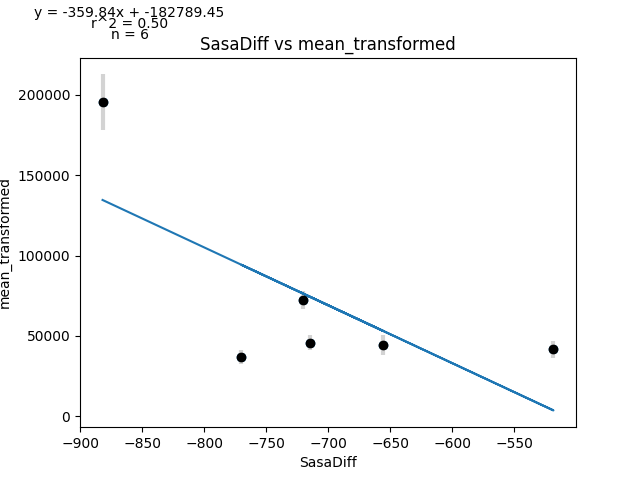 y = -359.84x + -182789.45
r^2 = 0.50
n = 6
SasaDiff vs mean_transformed
200000
150000
100000
50000
0
mean_transformed
−900 −850 −800 −750 −700 −650 −600 −550
SasaDiff